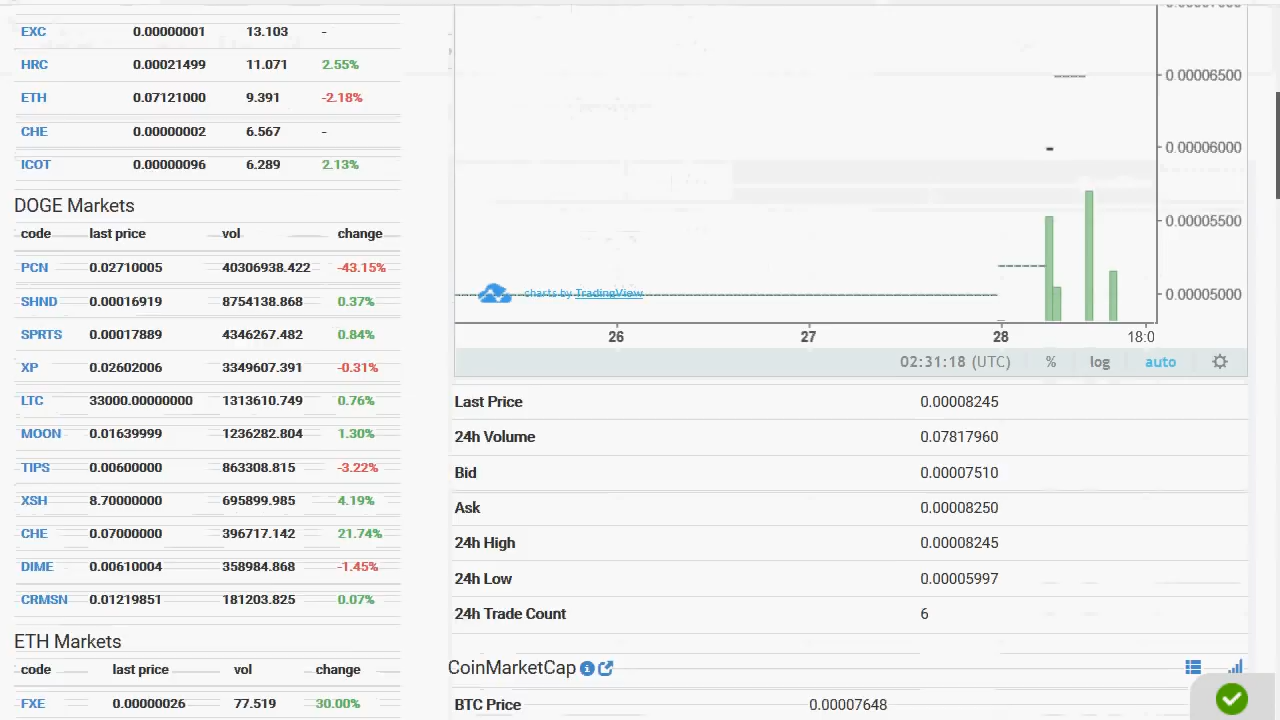 EXC 0.00000001 13.103 -
HRC 0.00021499 11.071 2.55%
ETH 0.07121000 9.391 -2.18%
CHE 0.00000002 6.567 -
ICOT 0.00000096 6.289 2.13%
DOGE Markets
code last price vol change
PCN 0.02710005 40306938.422 -43.15%
SHND 0.00016919 8754138.868 0.37%
SPRTS 0.00017889 4346267.482 0.84%
XP 0.02602006 3349607.391 -0.31%
LTC 33000.00000000 1313610.749 0.76%
MOON 0.01639999 1236282.804 1.30%
TIPS 0.00600000 863308.815 -3.22%
XSH 8.70000000 695899.985 4.19%
CHE 0.07000000 396717.142 21.74%
DIME 0.00610004 358984.868 -1.45%
CRMSN 0.01219851 181203.825 0.07%
ETH Markets
code last price vol change
FXE 0.00000026 77.519 30.00%
0.00006500
0.00006000
0.00005500
0.00005000
charts by TradingView
26 27 28 18:0
02:31:18 (UTC) % log auto
Last Price 0.00008245
24h Volume 0.07817960
Bid 0.00007510
Ask 0.00008250
24h High 0.00008245
24h Low 0.00005997
24h Trade Count 6
CoinMarketCap
BTC Price 0.00007648